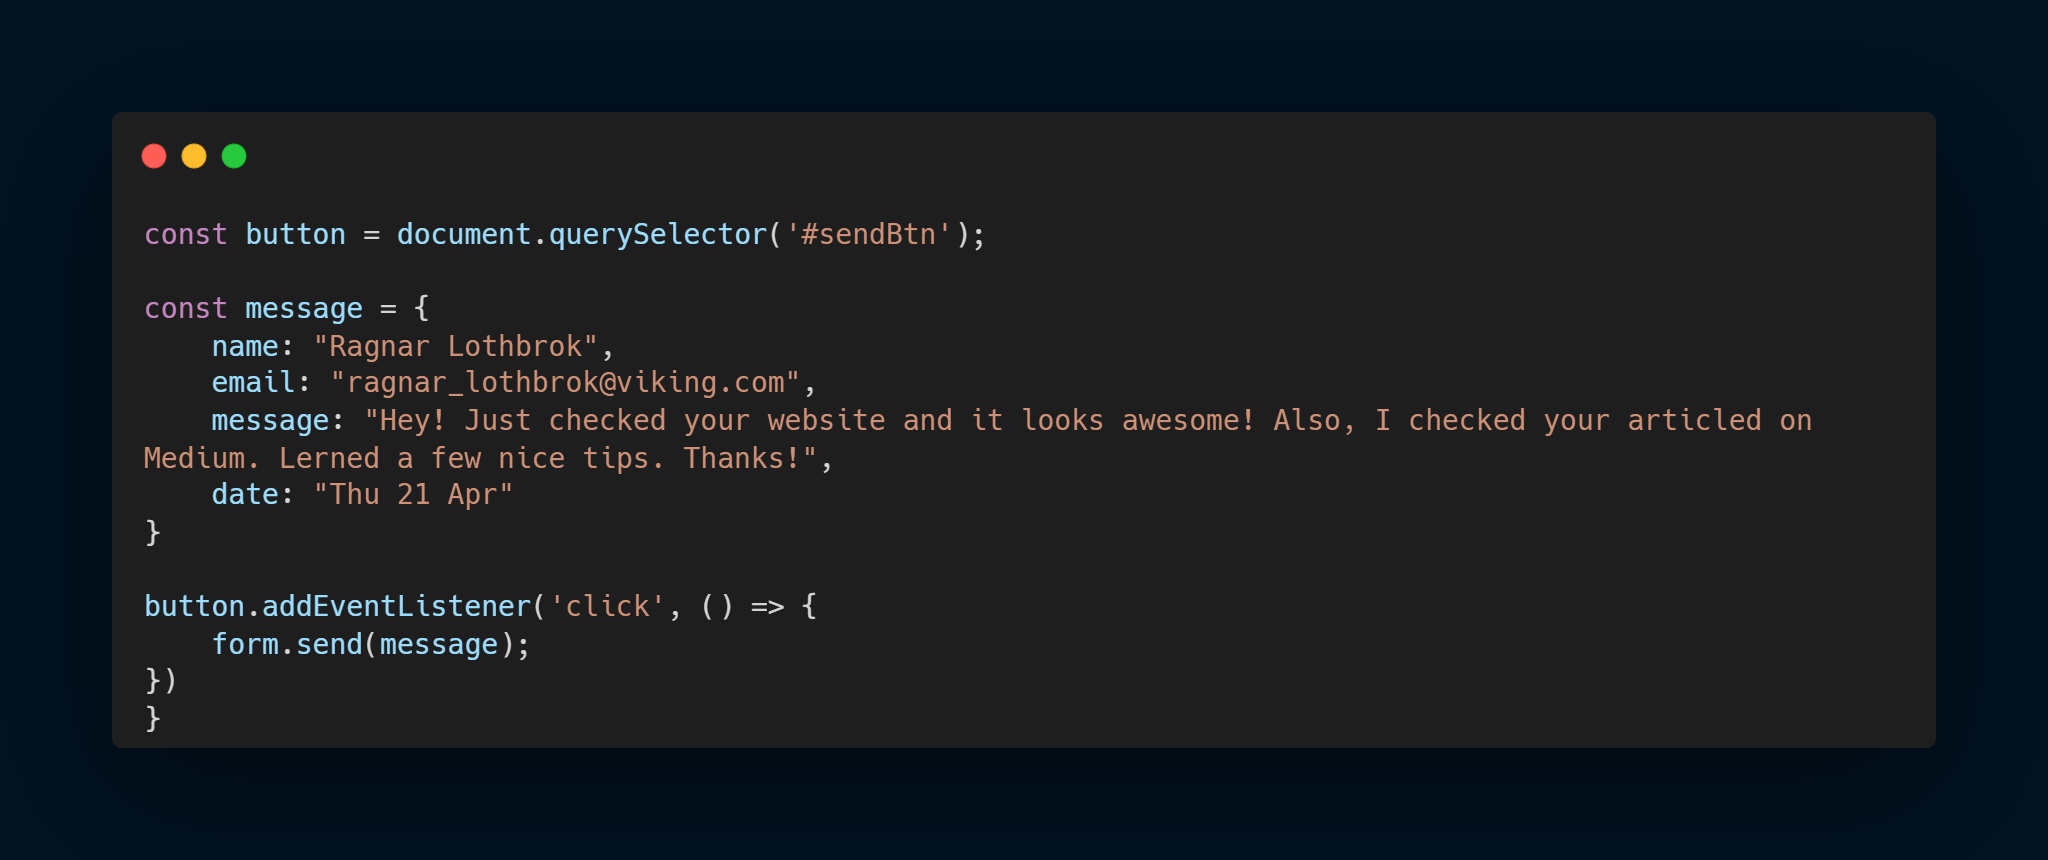 const button = document.querySelector('#sendBtn');
const message = {
    name: "Ragnar Lothbrok",
    email: "ragnar_lothbrok@viking.com",
    message: "Hey! Just checked your website and it looks awesome! Also, I checked your articled on
Medium. Lerned a few nice tips. Thanks!",
    date: "Thu 21 Apr"
}
button.addEventListener('click', () => {
    form.send(message);
})
}